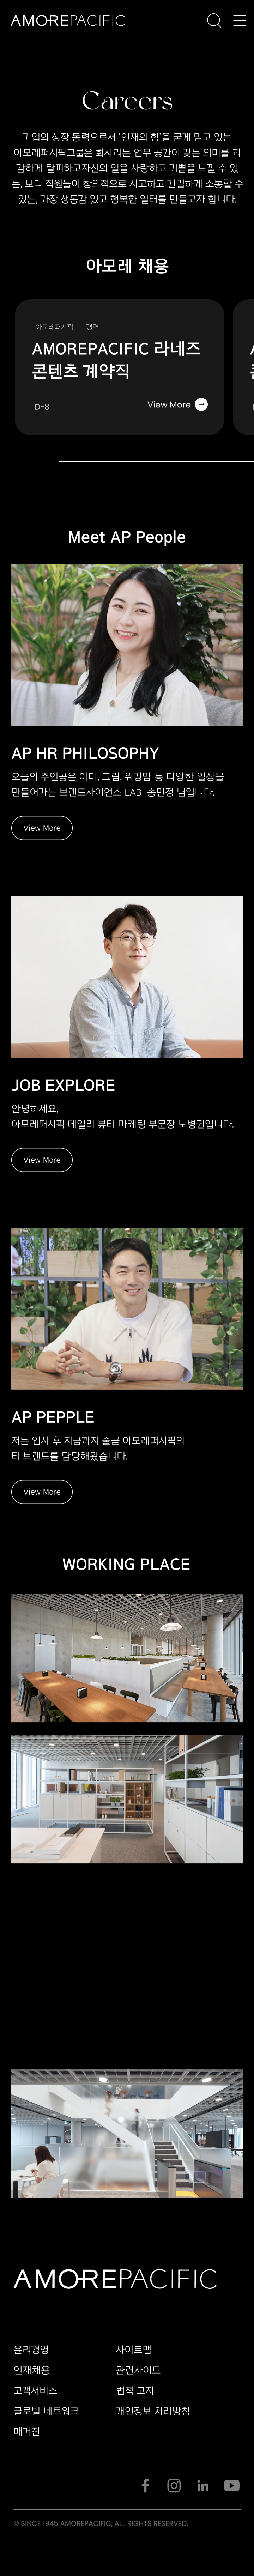 AMOREPACIFIC
Careers
기업의 성장 동력으로서 '인재의 힘'을 굳게 믿고 있는
아모레퍼시픽그룹은 회사라는 업무 공간이 갖는 의미를 과
감하게 탈피하고자신의 일을 사랑하고 기쁨을 느낄 수 있
는, 보다 직원들이 창의적으로 사고하고 긴밀하게 소통할 수
있는, 가장 생동감 있고 행복한 일터를 만들고자 합니다.
아모레 채용
아모레퍼시픽 | 경력
AMOREPACIFIC 라네즈
콘텐츠 계약직
D-8
View More
Meet AP People
AP HR PHILOSOPHY
오늘의 주인공은 아미, 그림, 워킹맘 등 다양한 일상을
만들어가는 브랜드사이언스 LAB 송민정 님입니다.
View More
JOB EXPLORE
안녕하세요,
아모레퍼시픽 데일리 뷰티 마케팅 부문장 노병권입니다.
View More
AP PEPPLE
저는 입사 후 지금까지 줄곧 아모레퍼시픽의
티 브랜드를 담당해왔습니다.
View More
WORKING PLACE
AMOREPACIFIC
윤리경영 사이트맵
인재채용 관련사이트
고객서비스 법적 고지
글로벌 네트워크 개인정보 처리방침
매거진
© SINCE 1945 AMOREPACIFIC, ALL RIGHTS RESERVED.